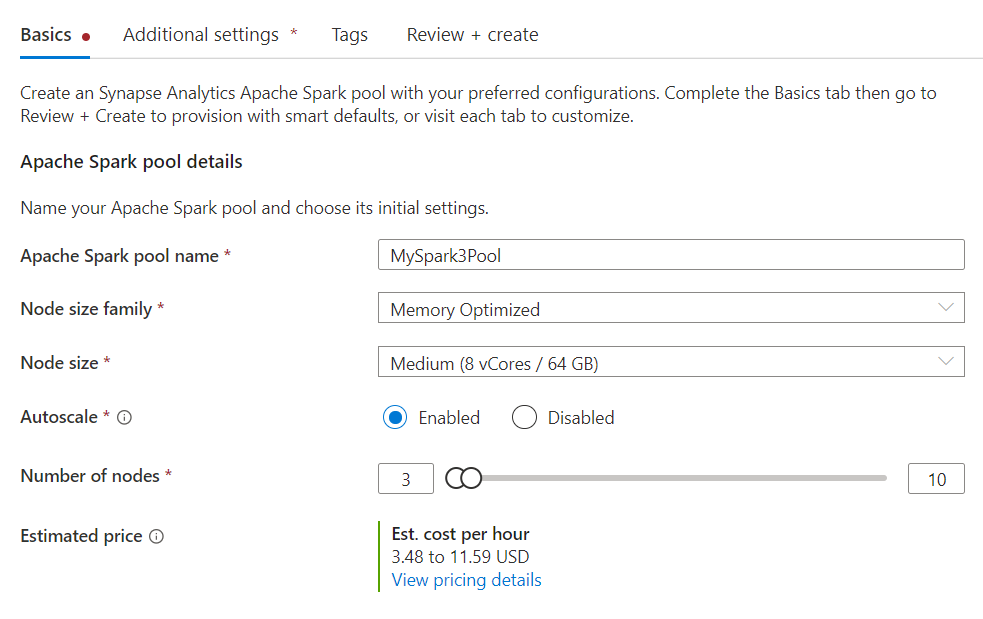 Basics Additional settings * Tags Review + create
Create an Synapse Analytics Apache Spark pool with your preferred configurations. Complete the Basics tab then go to
Review + Create to provision with smart defaults, or visit each tab to customize.
Apache Spark pool details
Name your Apache Spark pool and choose its initial settings.
Apache Spark pool name * MySpark3Pool
Node size family * Memory Optimized
Node size * Medium (8 vCores / 64 GB)
Autoscale * Enabled Disabled
Number of nodes * 3 10
Estimated price Est. cost per hour
3.48 to 11.59 USD
View pricing details